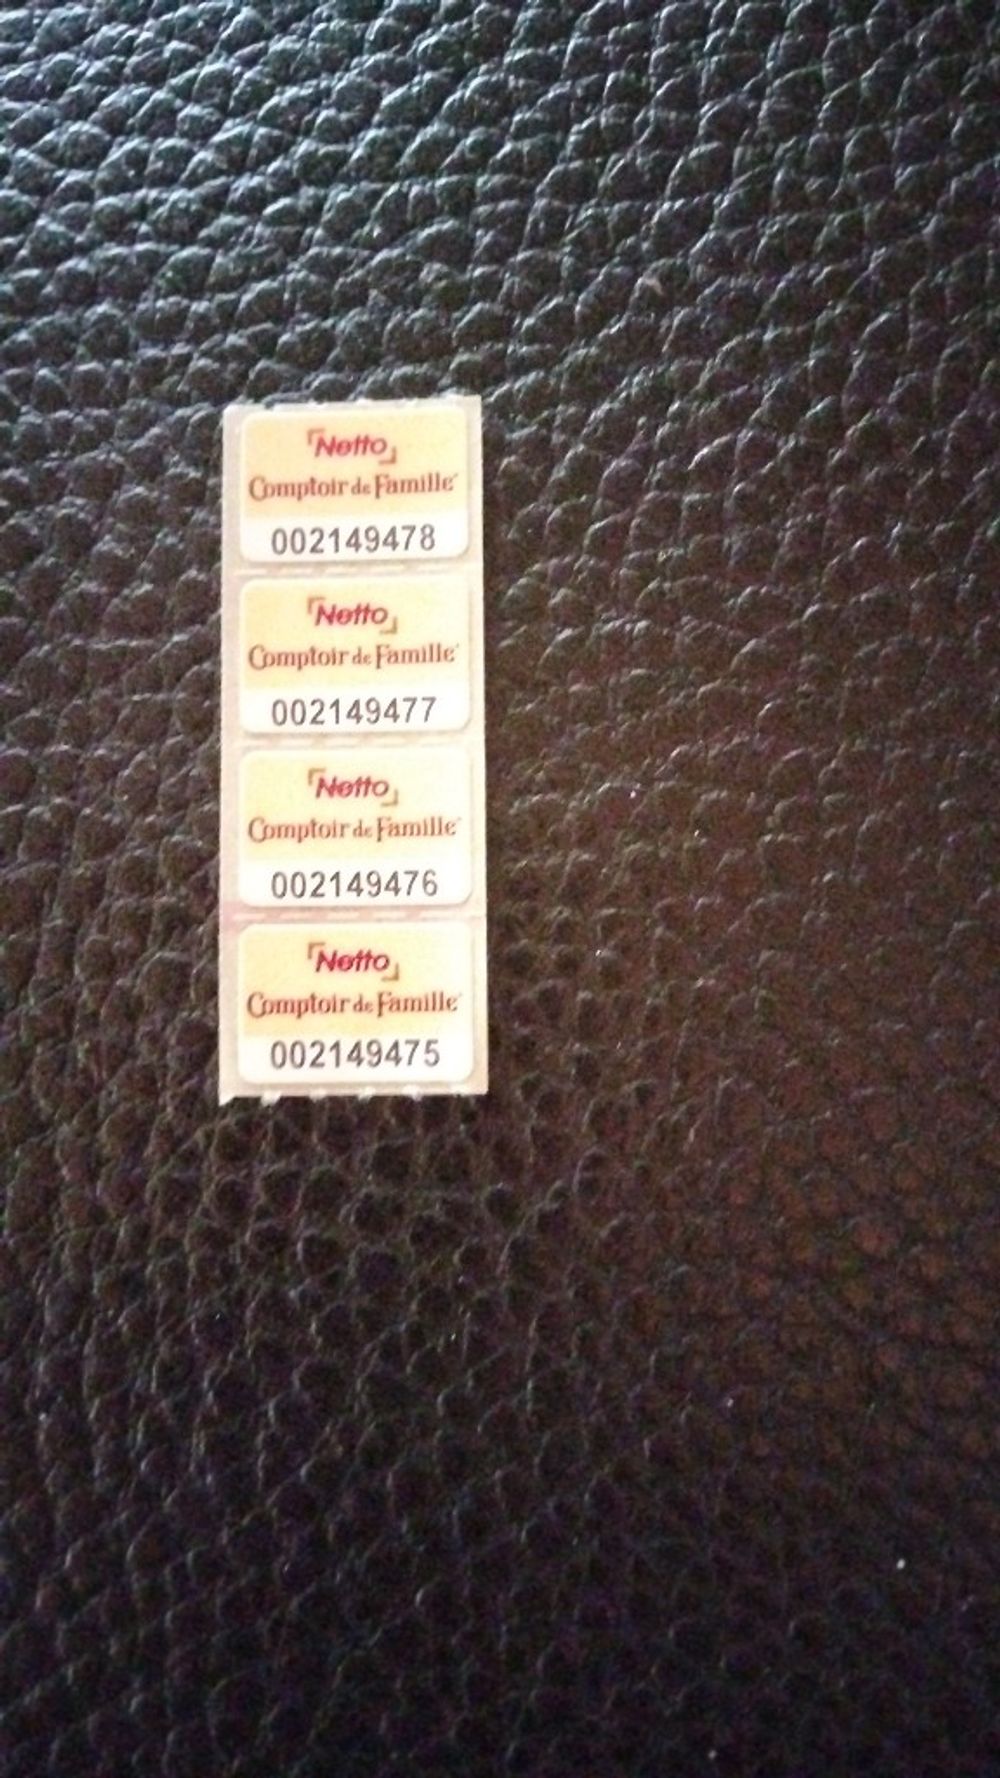 Netto
Comptoir de Famille
002149478
Netto
Comptoir de Famille
002149477
Netto
Comptoir de Famille
002149476
Netto
Comptoir de Famille
002149475